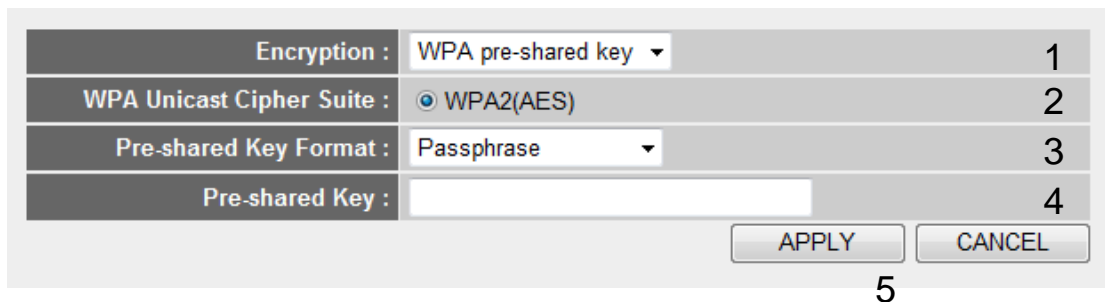 Encryption : WPA pre-shared key 1
WPA Unicast Cipher Suite : WPA2(AES) 2
Pre-shared Key Format : Passphrase 3
Pre-shared Key : 4
APPLY CANCEL
5